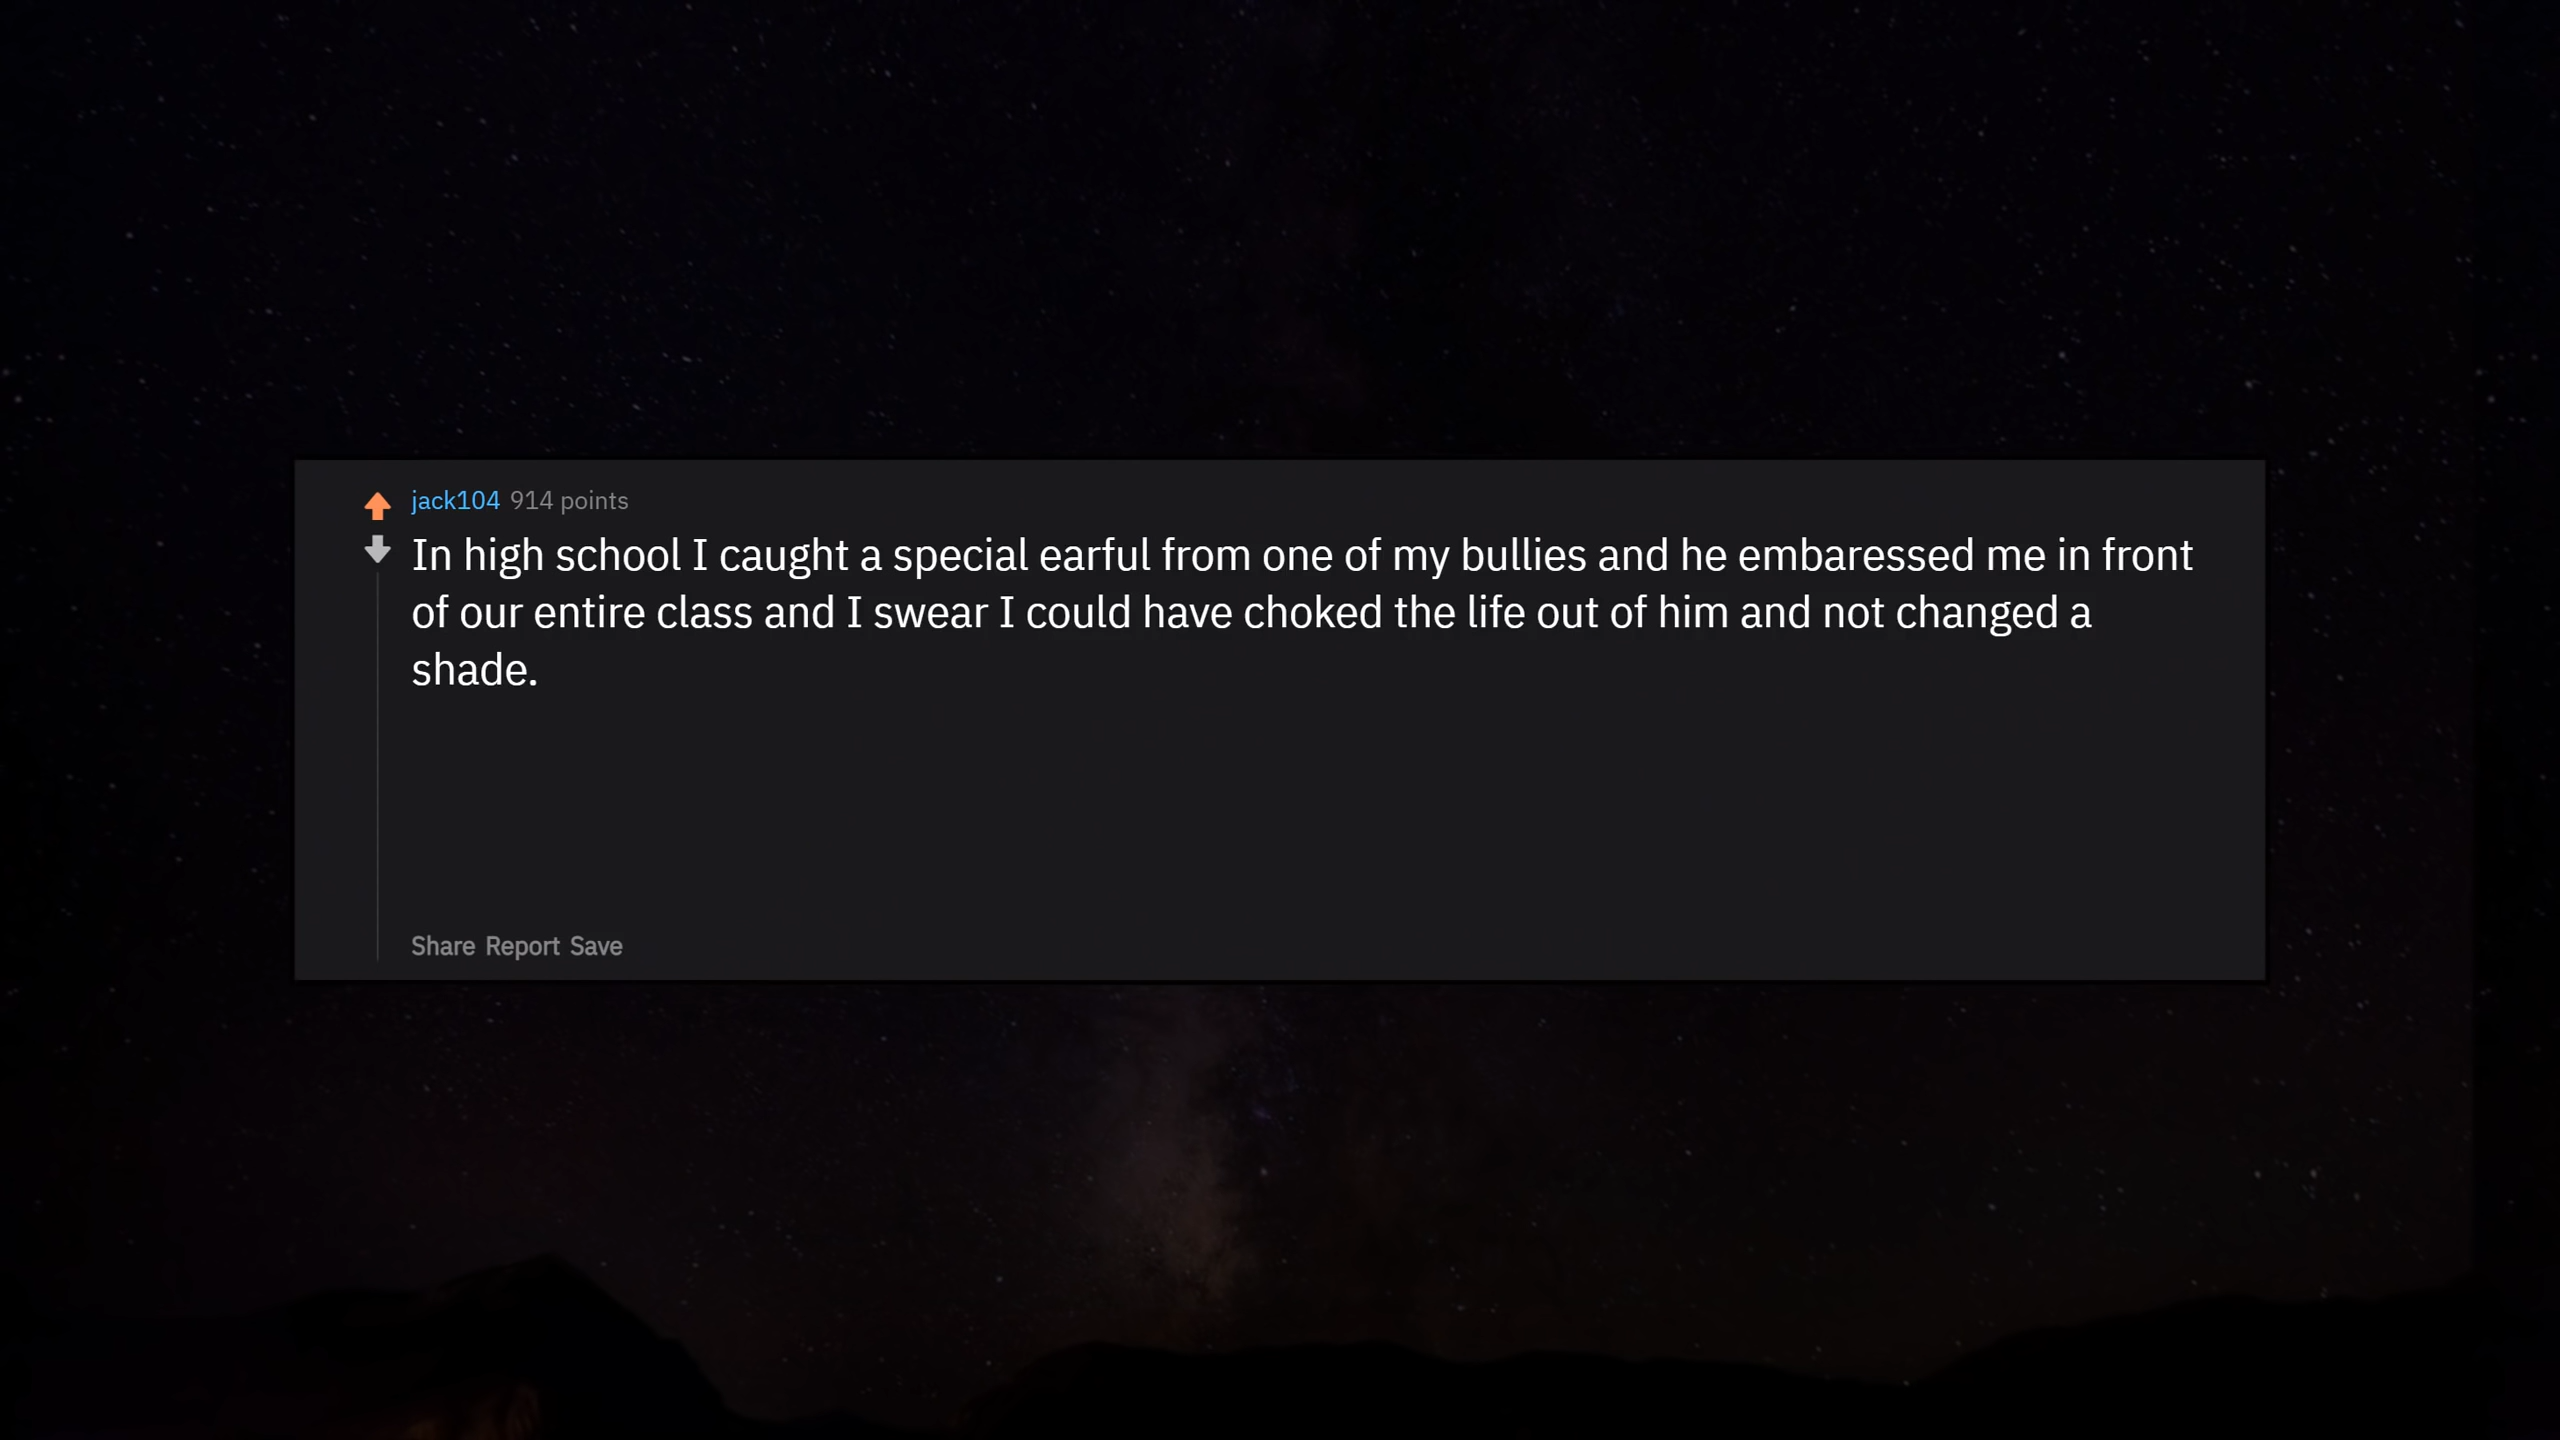 jack104 914 points
In high school I caught a special earful from one of my bullies and he embaressed me in front
of our entire class and I swear I could have choked the life out of him and not changed a
shade.
Share Report Save